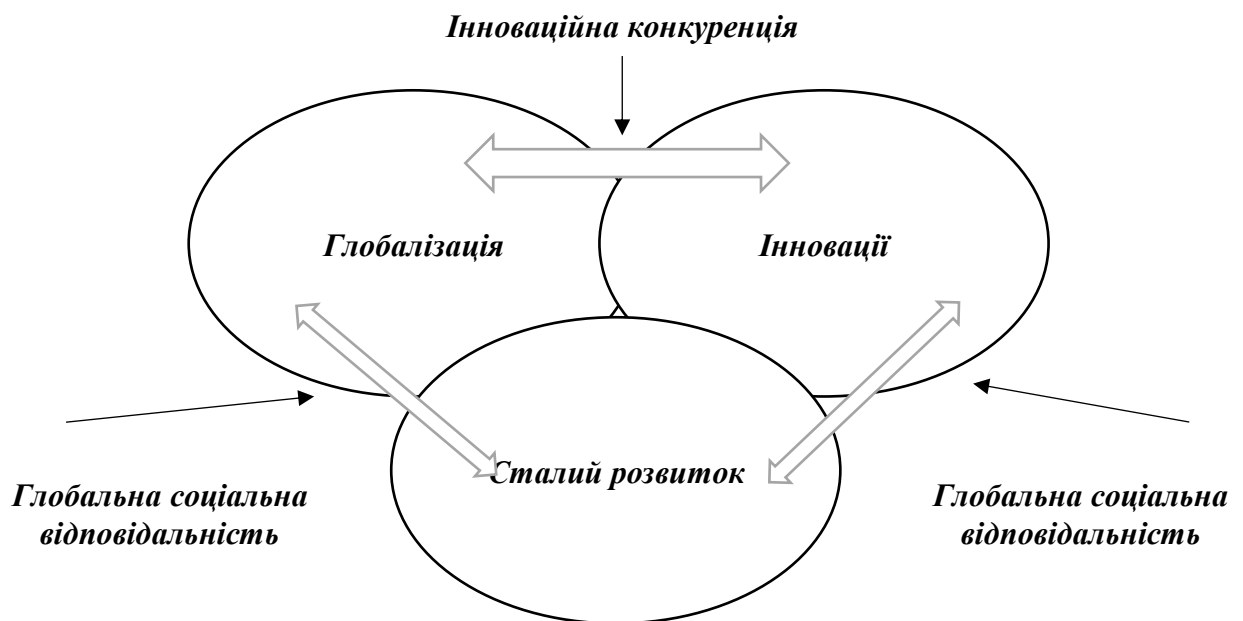 Інноваційна конкуренція
Глобалізація
Інновації
Сталий розвиток
Глобальна соціальна
відповідальність
Глобальна соціальна
відповідальність